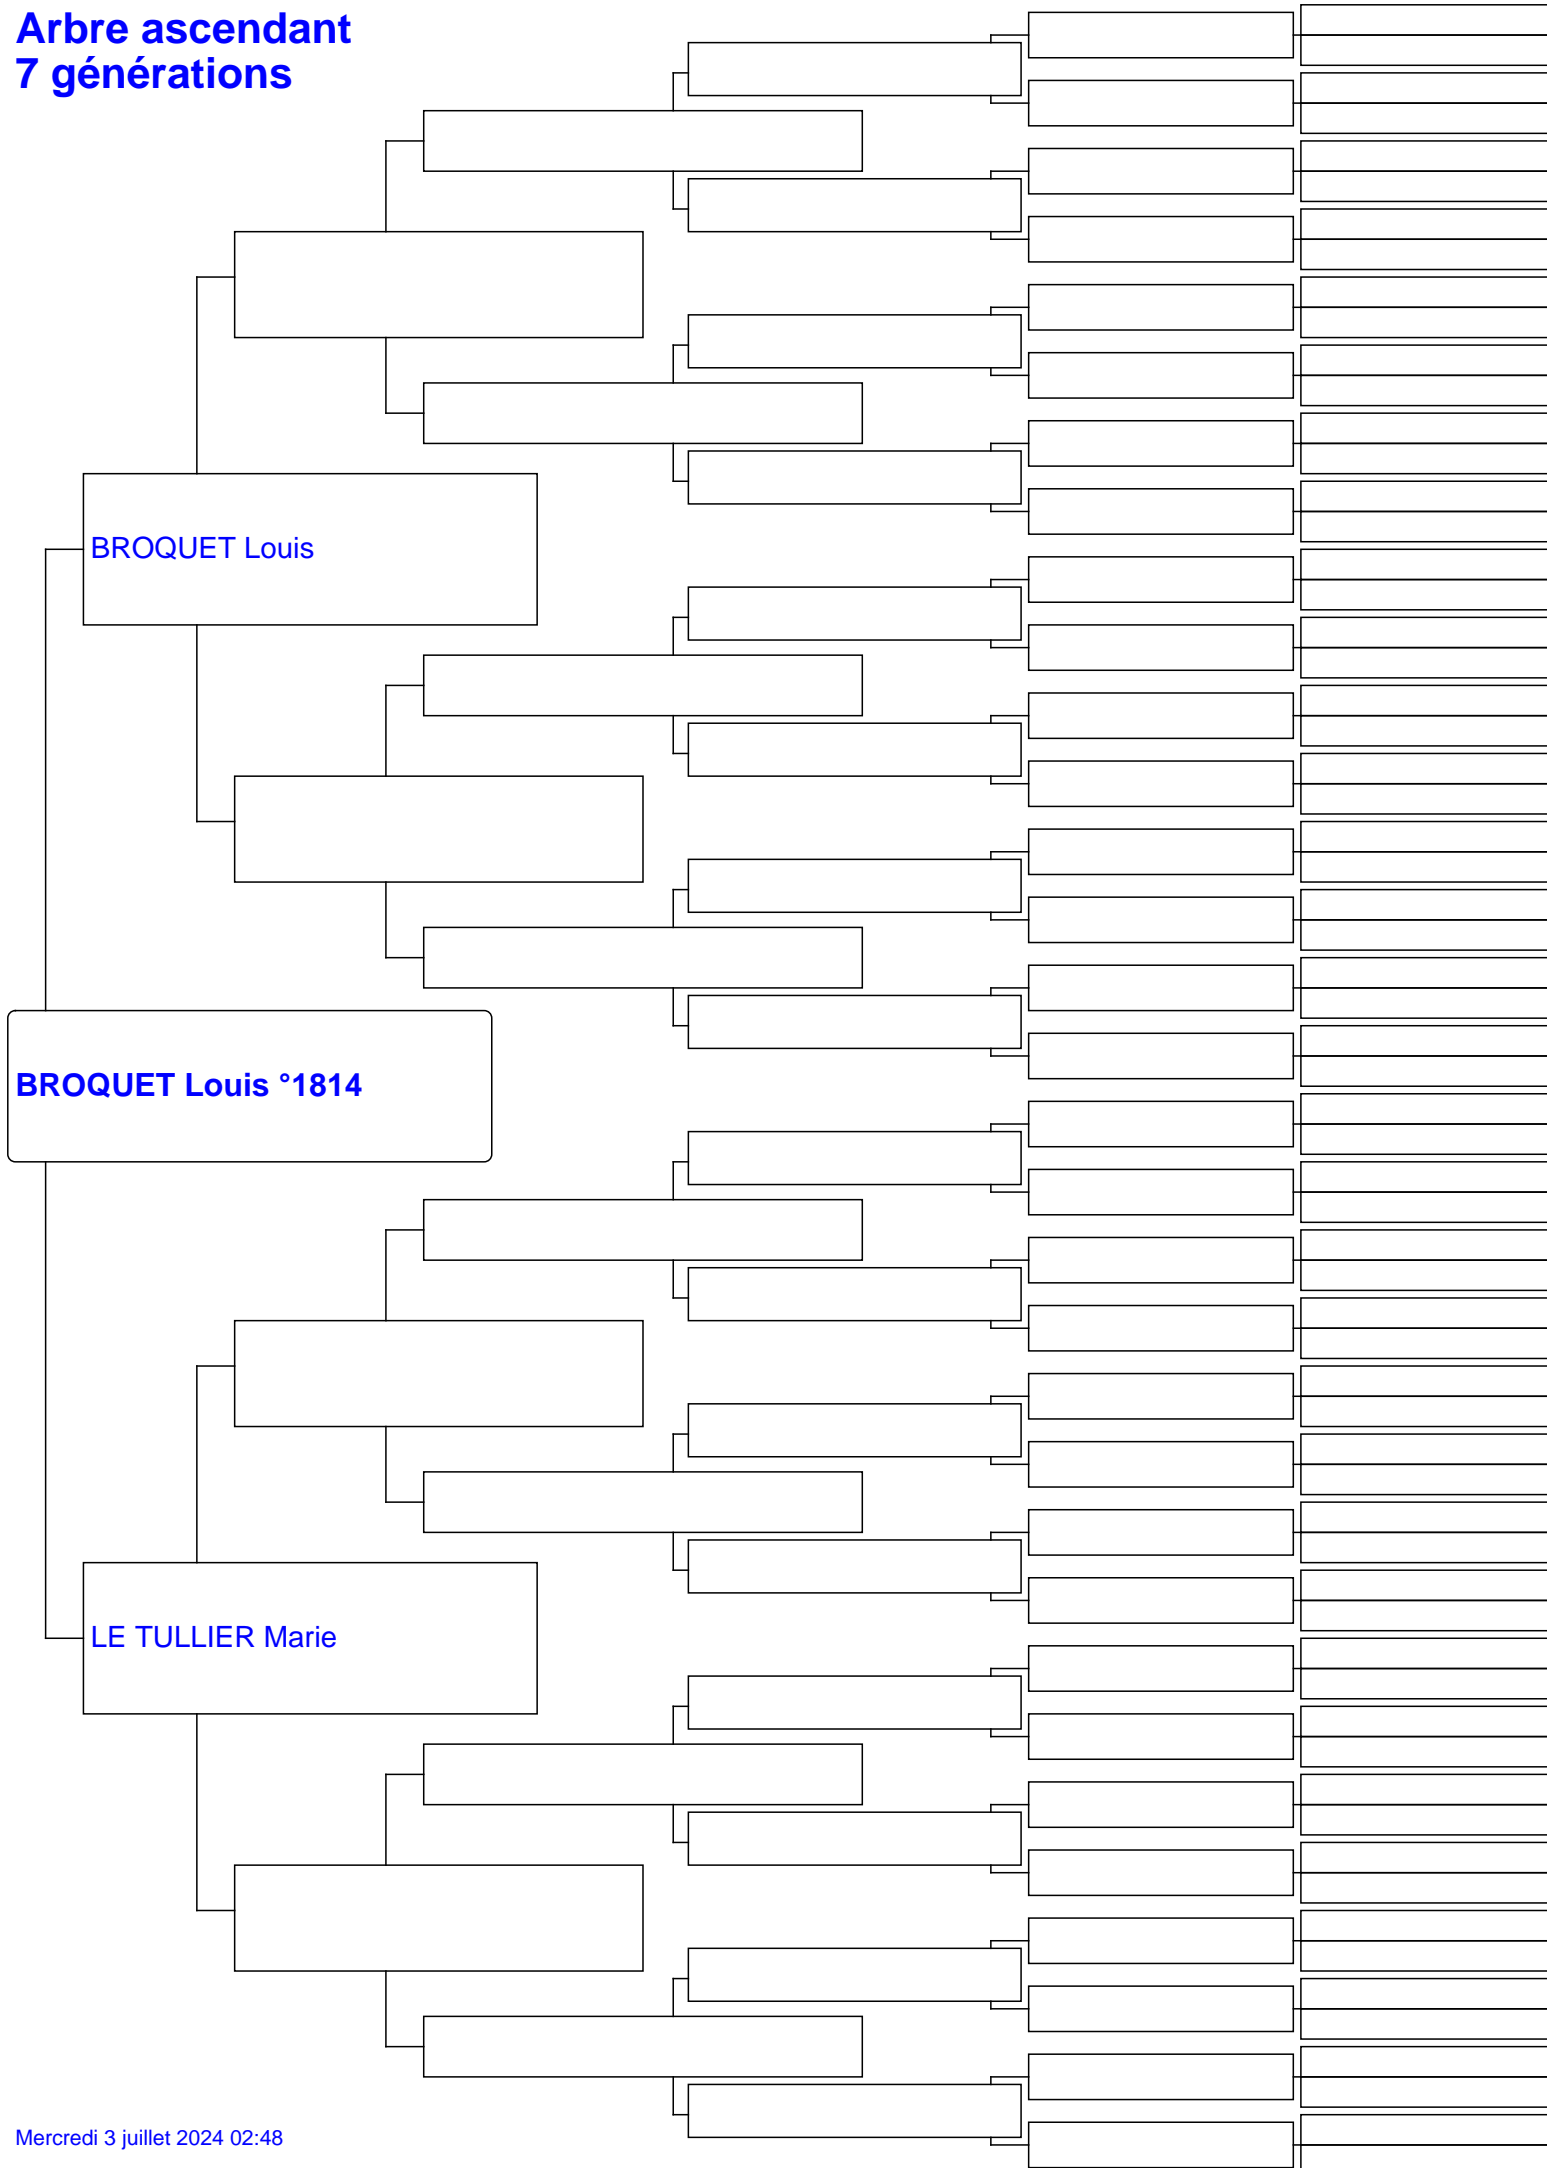 Arbre ascendant
7 générations
BROQUET Louis
BROQUET Louis °1814
LE TULLIER Marie
Mercredi 3 juillet 2024 02:48